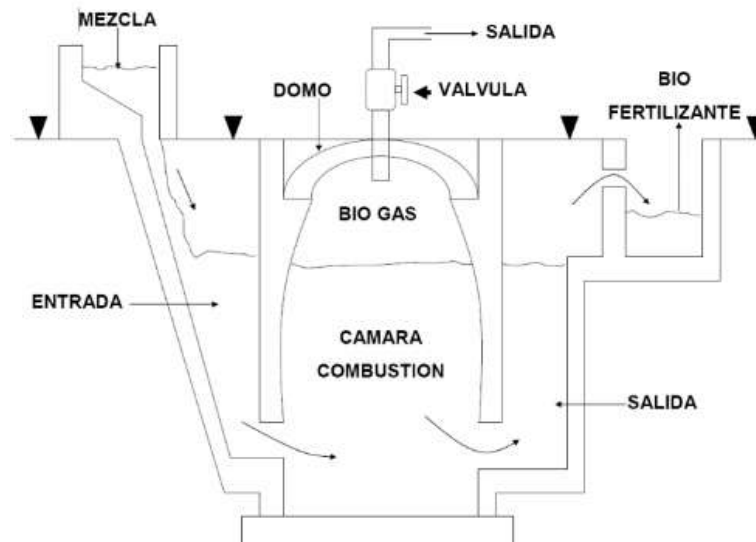 MEZCLA
SALIDA
DOMO
VALVULA
BIO
FERTILIZANTE
BIO GAS
ENTRADA
CAMARA
COMBUSTION
SALIDA